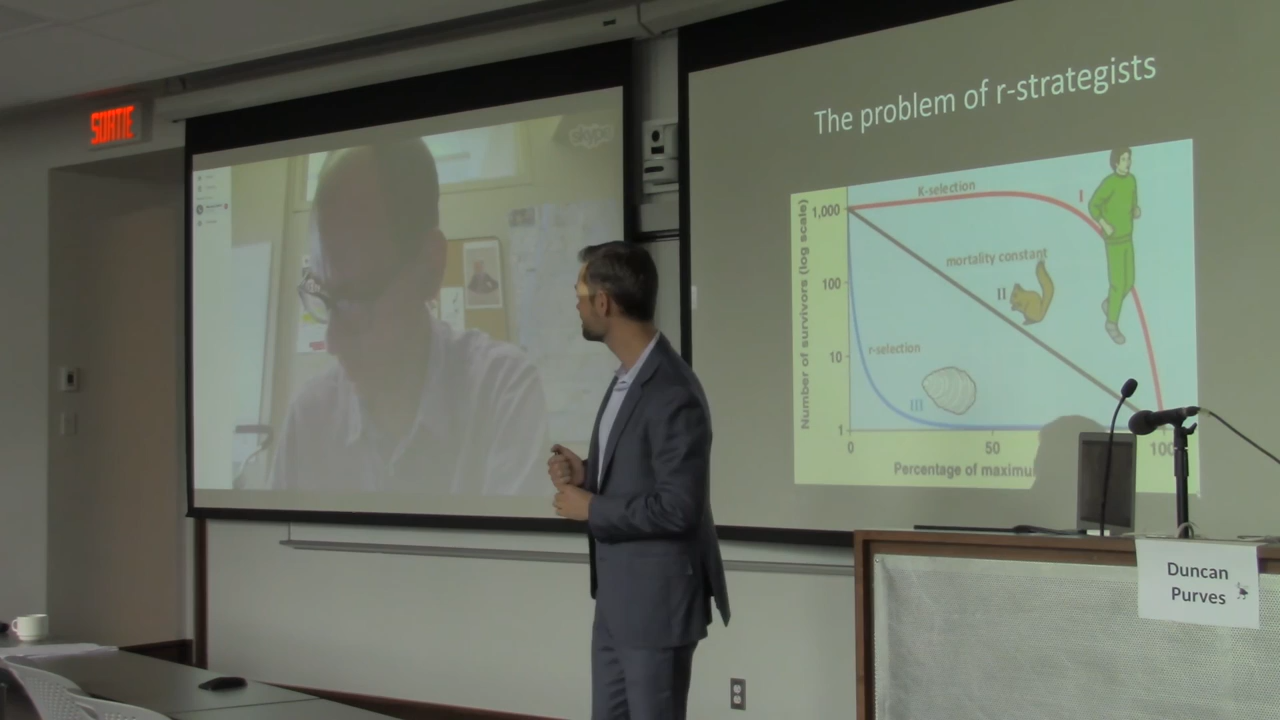 SORTIE
skype
The problem of r-strategists
Number of survivors (log scale)
1,000
100
10
1
K-selection
I
mortality constant
II
r-selection
III
0
50
100
Percentage of maximu
Duncan
Purves